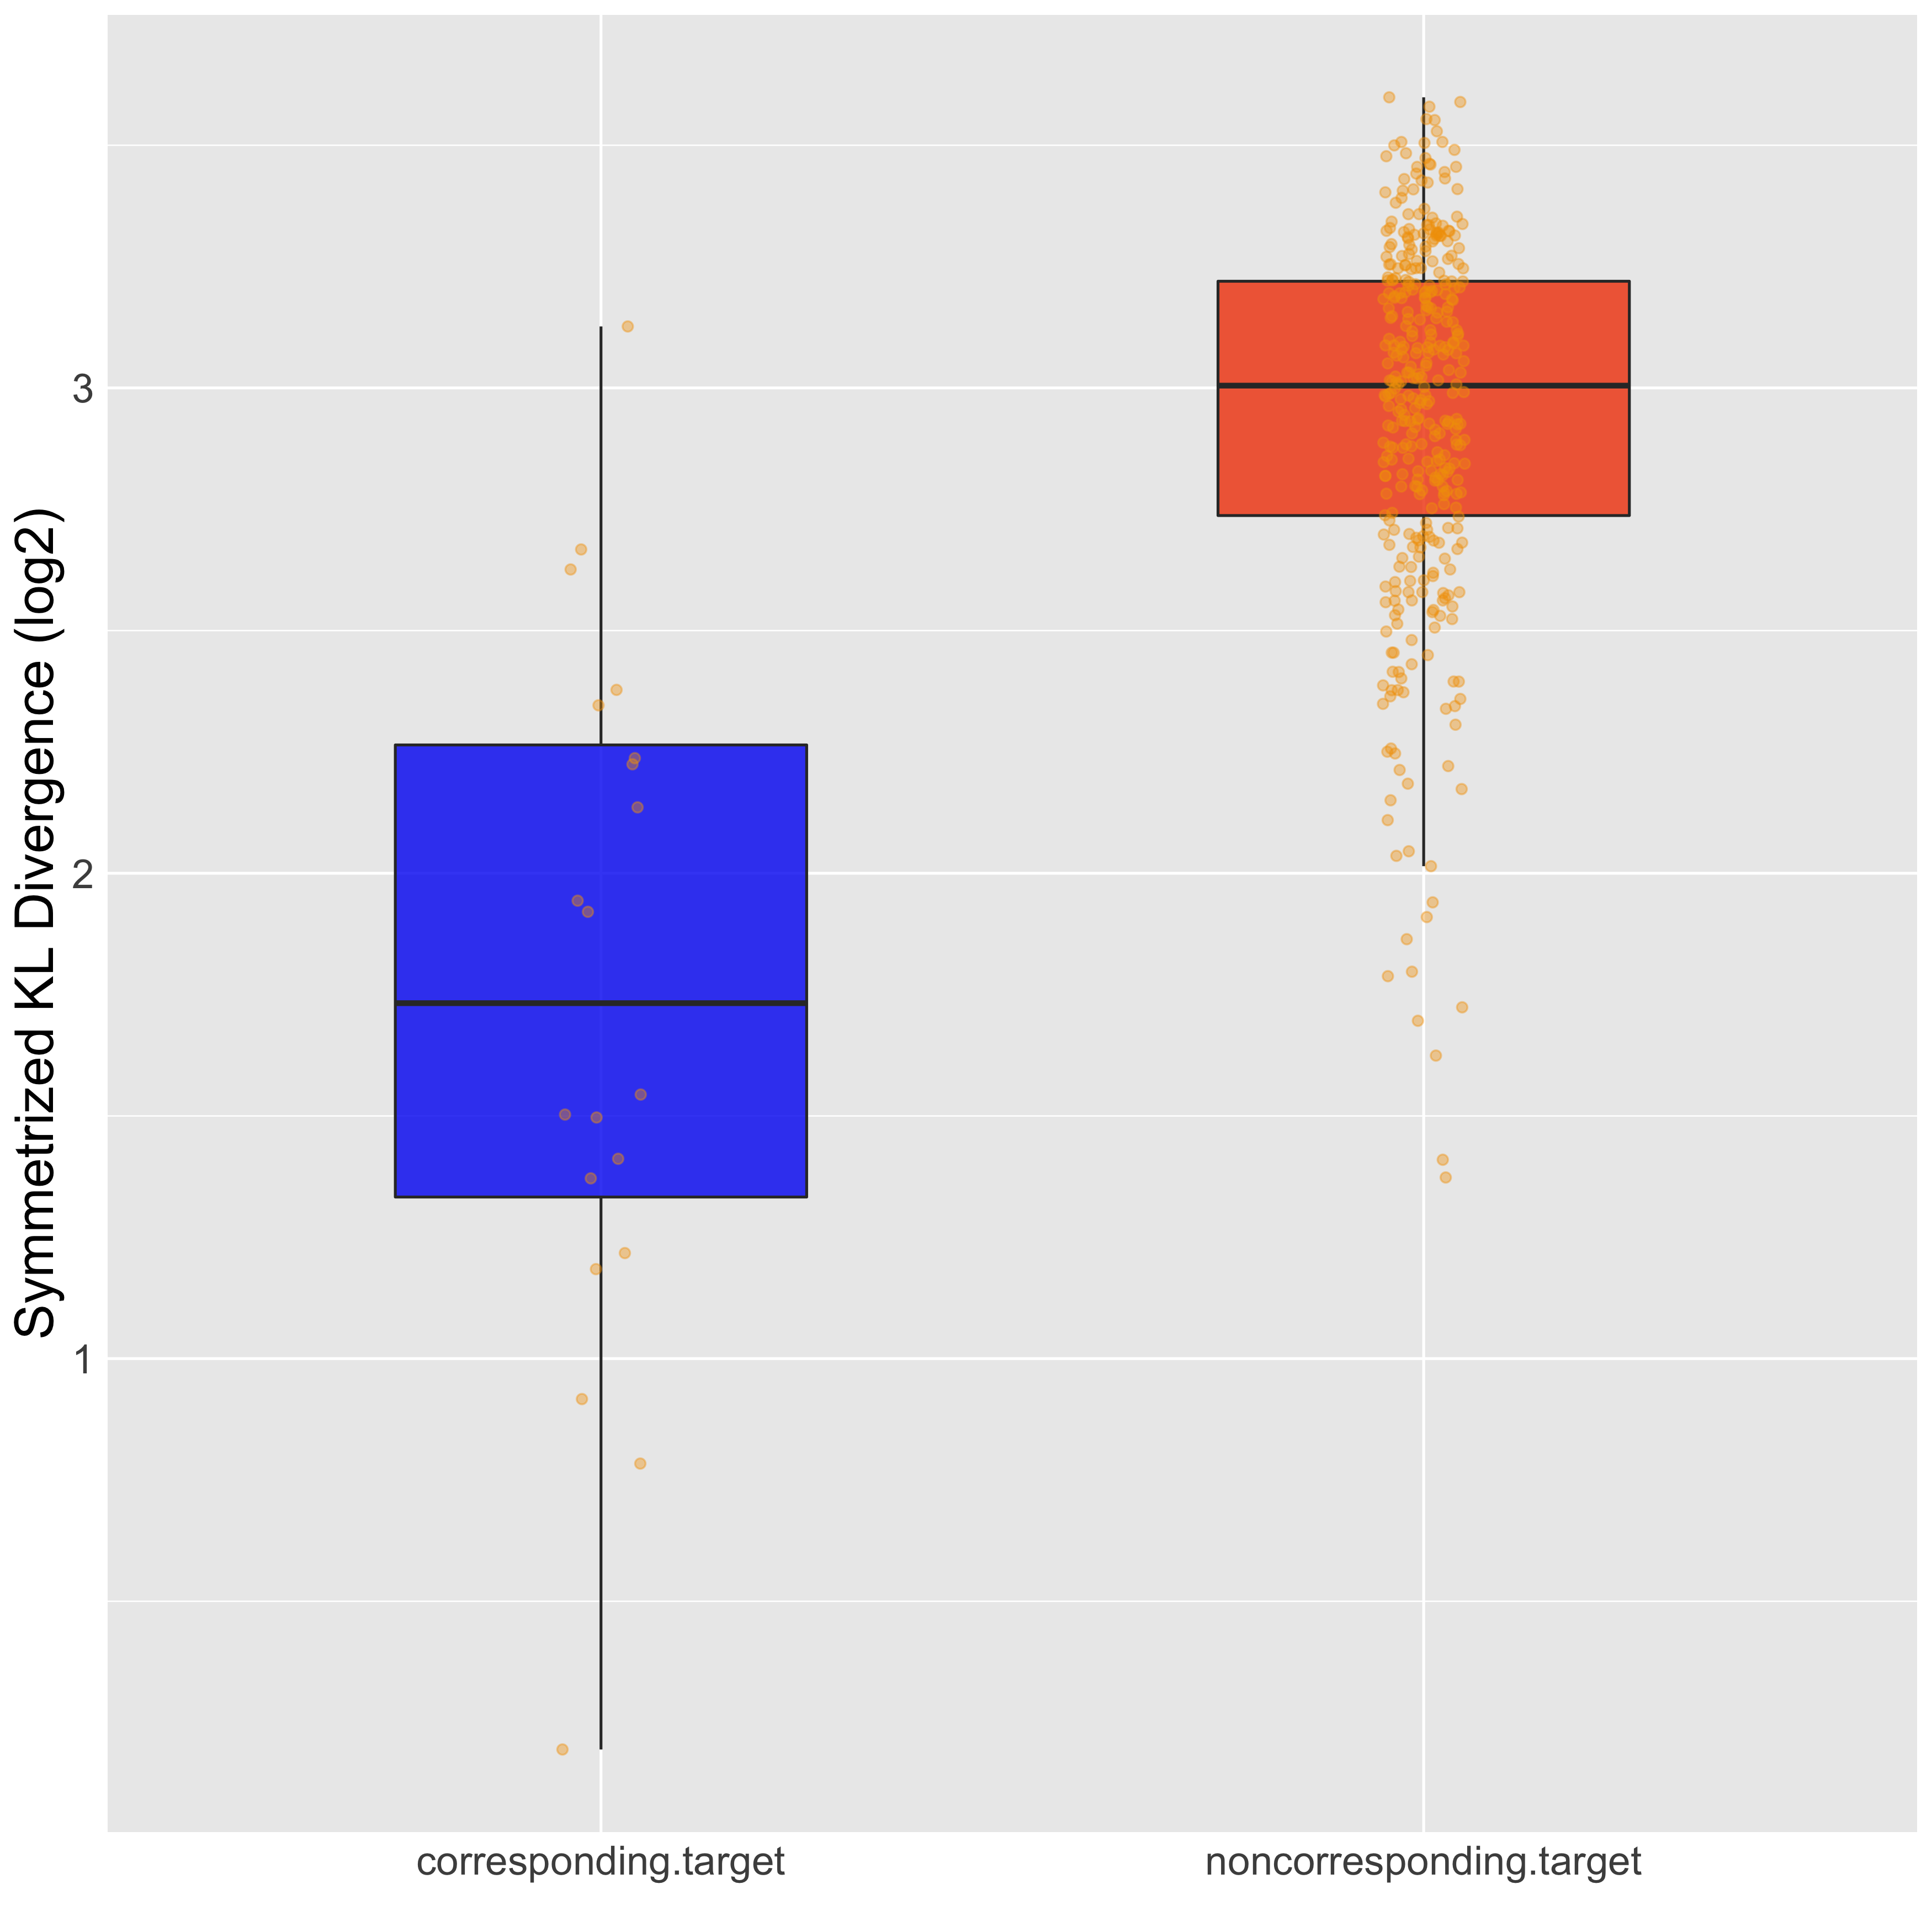 Symmetrized KL Divergence (log2)
3
2
1
corresponding.target
noncorresponding.target